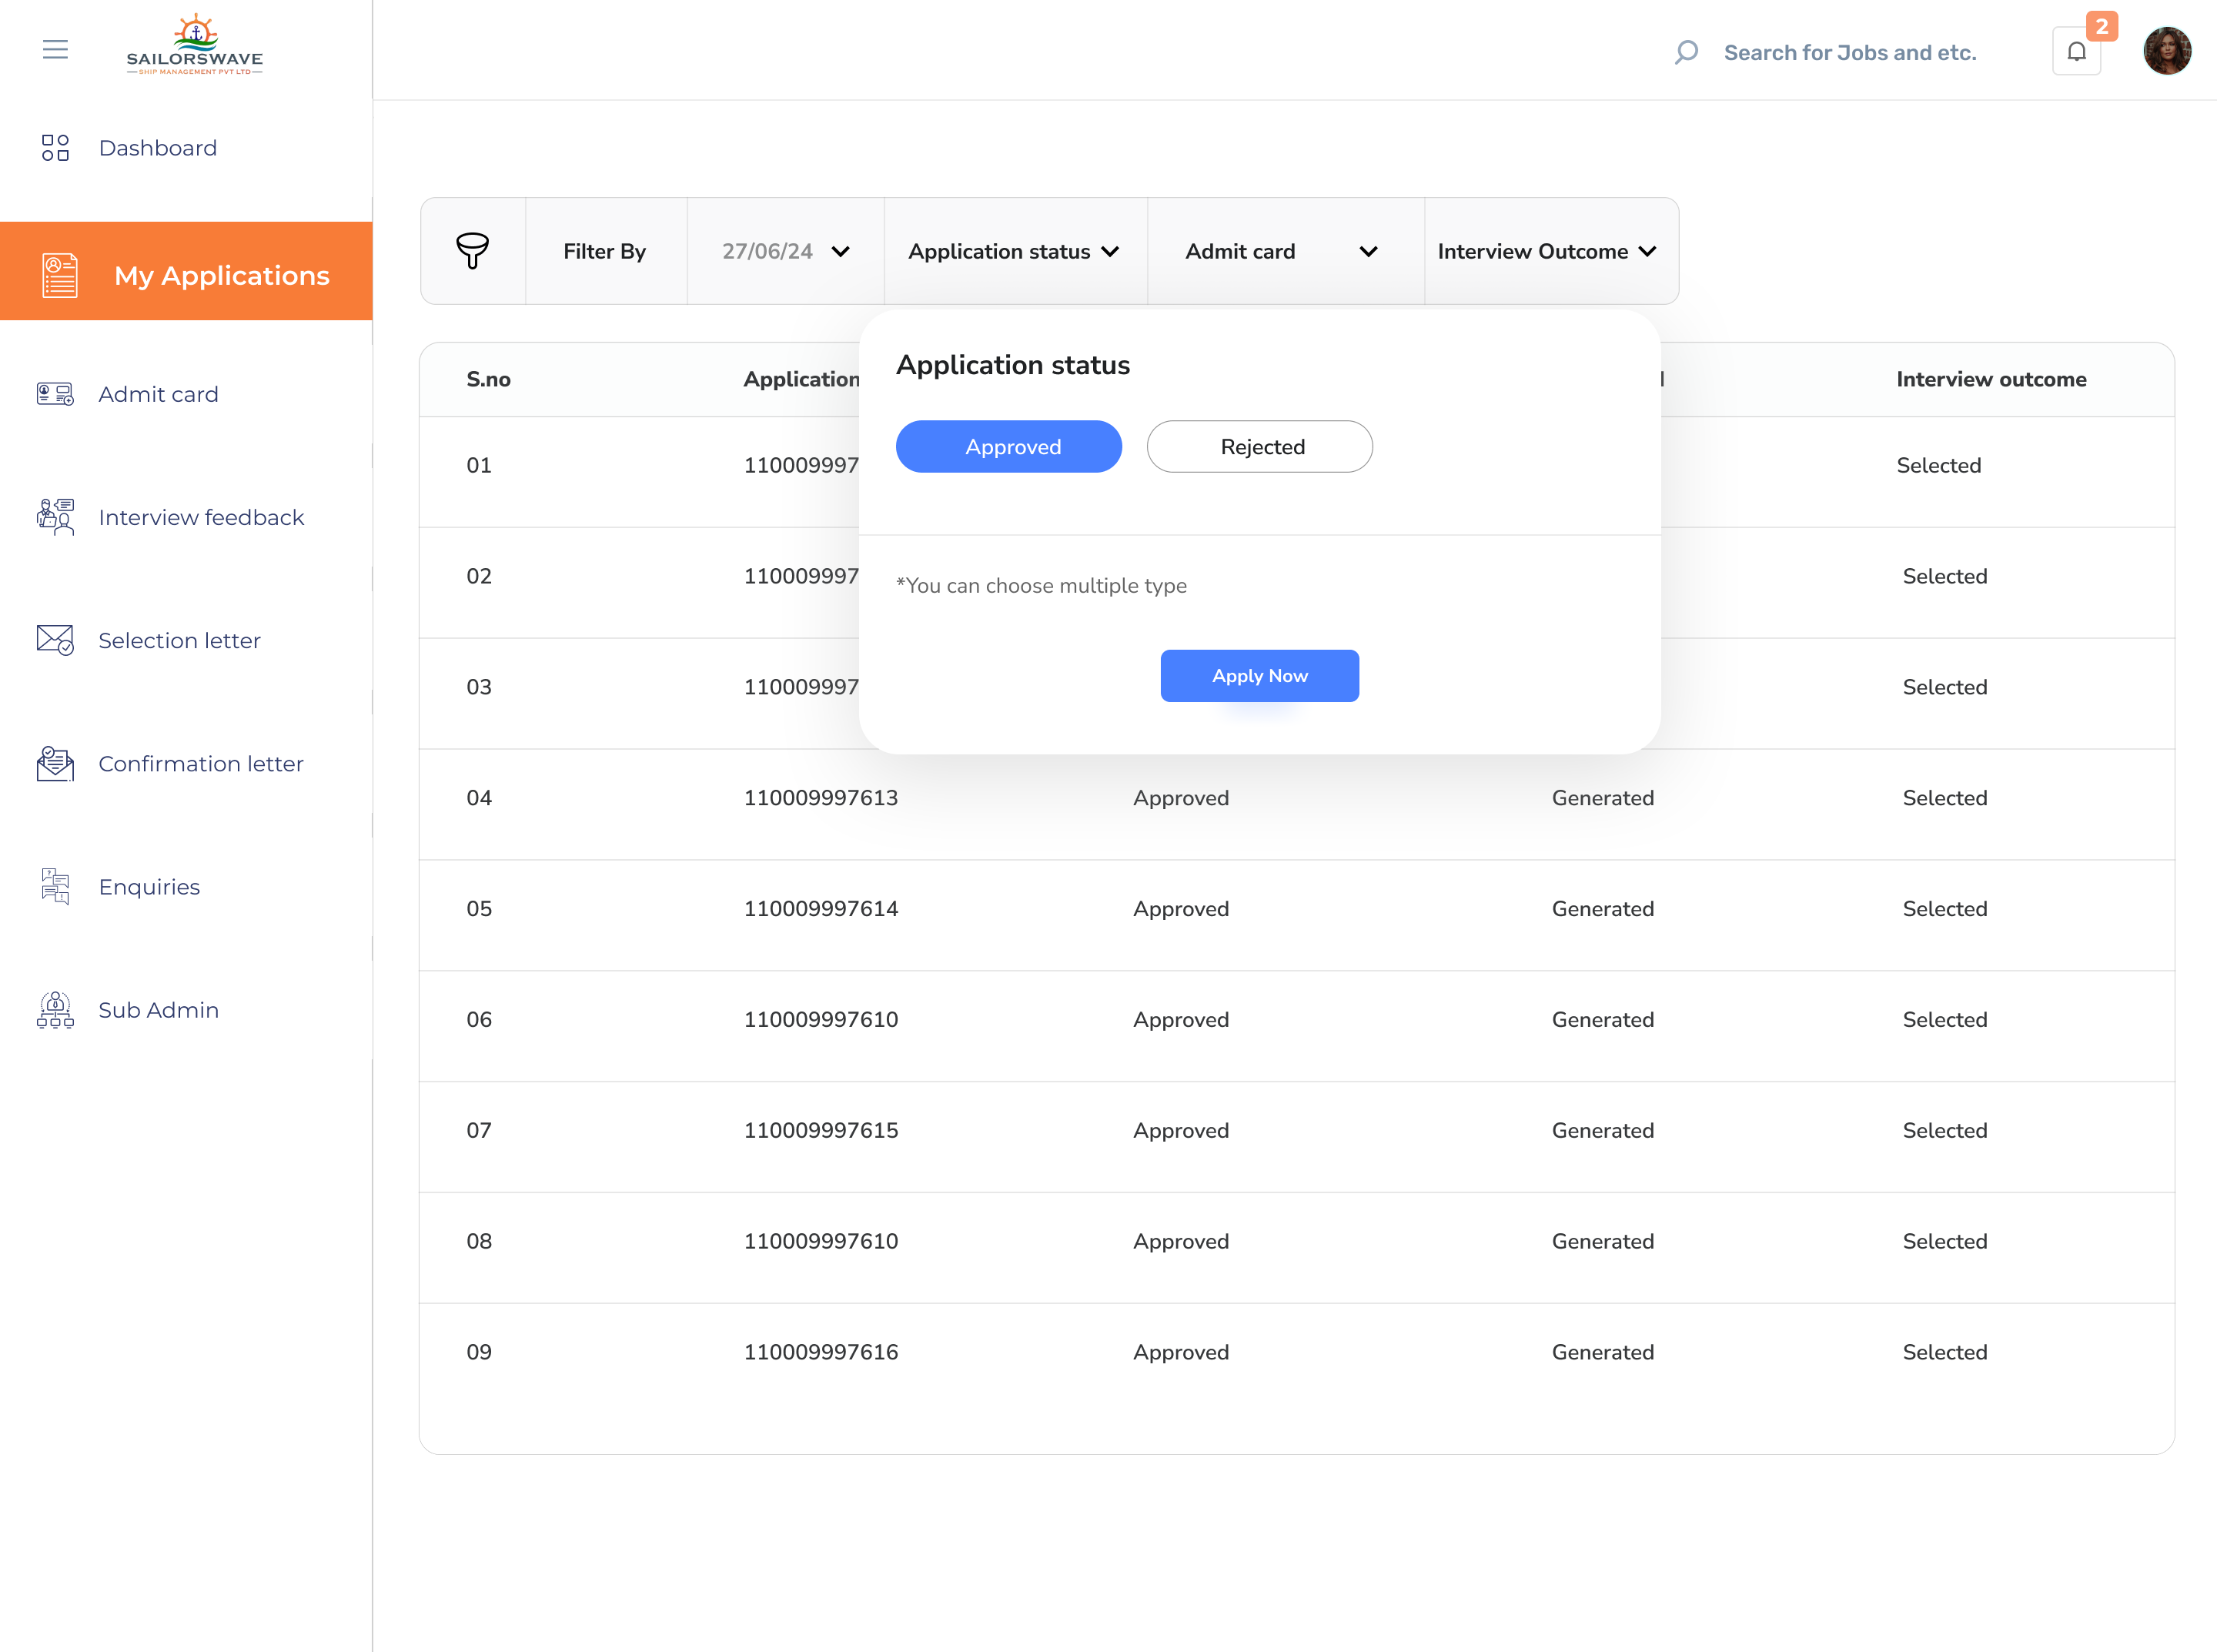 SAILORSWAVE
SHIP MANAGEMENT PVT LTD
Search for Jobs and etc.
2
Dashboard
My Applications
Admit card
Interview feedback
Selection letter
Confirmation letter
Enquiries
Sub Admin
Filter By
27/06/24
Application status
Admit card
Interview Outcome
Application status
Approved
Rejected
*You can choose multiple type
Apply Now
S.no Application Interview outcome
01 110009997 Selected
02 110009997 Selected
03 110009997 Selected
04 110009997613 Approved Generated Selected
05 110009997614 Approved Generated Selected
06 110009997610 Approved Generated Selected
07 110009997615 Approved Generated Selected
08 110009997610 Approved Generated Selected
09 110009997616 Approved Generated Selected